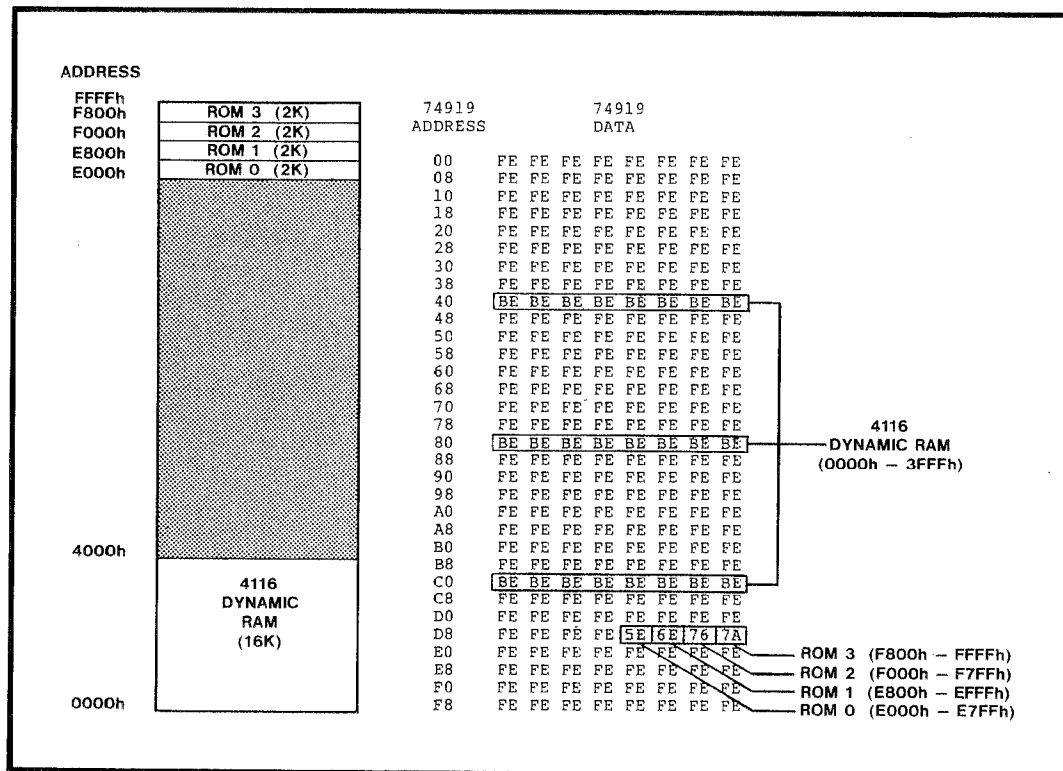 ADDRESS
FFFFh
F800h ROM 3 (2K)
F000h ROM 2 (2K)
E800h ROM 1 (2K)
E000h ROM 0 (2K)
4000h
4116
DYNAMIC
RAM
(16K)
0000h
74919 74919
ADDRESS DATA
00 FE FE FE FE FE FE FE FE
08 FE FE FE FE FE FE FE FE
10 FE FE FE FE FE FE FE FE
18 FE FE FE FE FE FE FE FE
20 FE FE FE FE FE FE FE FE
28 FE FE FE FE FE FE FE FE
30 FE FE FE FE FE FE FE FE
38 FE FE FE FE FE FE FE FE
40 BE BE BE BE BE BE BE BE
48 FE FE FE FE FE FE FE FE
50 FE FE FE FE FE FE FE FE
58 FE FE FE FE FE FE FE FE
60 FE FE FE FE FE FE FE FE
68 FE FE FE FE FE FE FE FE
70 FE FE FE FE FE FE FE FE
78 FE FE FE FE FE FE FE FE
80 BE BE BE BE BE BE BE BE
88 FE FE FE FE FE FE FE FE
90 FE FE FE FE FE FE FE FE
98 FE FE FE FE FE FE FE FE
A0 FE FE FE FE FE FE FE FE
A8 FE FE FE FE FE FE FE FE
B0 FE FE FE FE FE FE FE FE
B8 FE FE FE FE FE FE FE FE
C0 BE BE BE BE BE BE BE BE
C8 FE FE FE FE FE FE FE FE
D0 FE FE FE FE FE FE FE FE
D8 FE FE FE FE 5E 6E 76 7A
E0 FE FE FE FE FE FE FE FE
E8 FE FE FE FE FE FE FE FE
F0 FE FE FE FE FE FE FE FE
F8 FE FE FE FE FE FE FE FE
4116
DYNAMIC RAM
(0000h – 3FFFh)
ROM 3 (F800h – FFFFh)
ROM 2 (F000h – F7FFh)
ROM 1 (E800h – EFFFh)
ROM 0 (E000h – E7FFh)